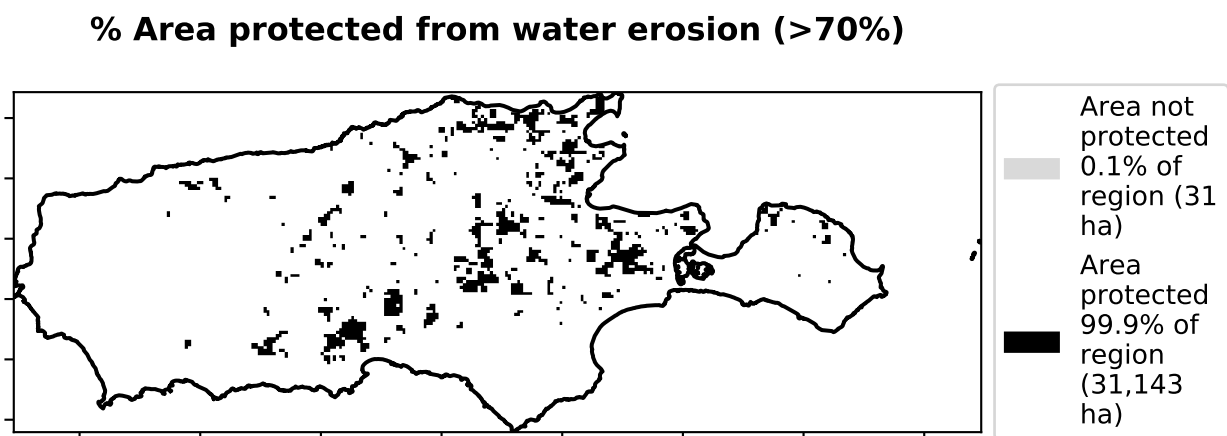 % Area protected from water erosion (>70%)
Area not
protected
0.1% of
region (31
ha)
Area
protected
99.9% of
region
(31,143
ha)